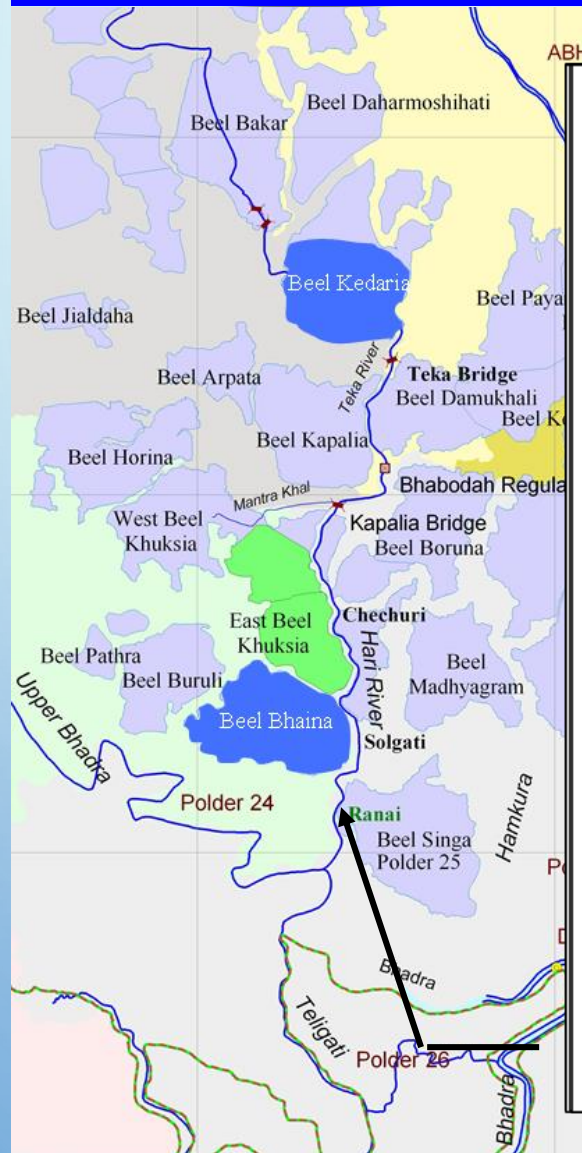 ABH
Beel Daharmoshihati
Beel Bakar
Beel Kedaria
Beel Paya
Beel Jialdaha
Teka River
Teka Bridge
Beel Arpata
Beel Damukhali
Beel Ke
Beel Kapalia
Beel Horina
Bhabodah Regula
Mantra Khal
West Beel
Khuksia
Kapalia Bridge
Beel Boruna
East Beel
Khuksia
Chechuri
Hari River
Beel Pathra
Beel Buruli
Beel
Madhyagram
Upper Bhadra
Beel Bhaina
Solgati
Polder 24
Ranai
Hamkura
Beel Singa
Polder 25
Po
D
Bhadra
Teligati
Polder 26
Bhadra